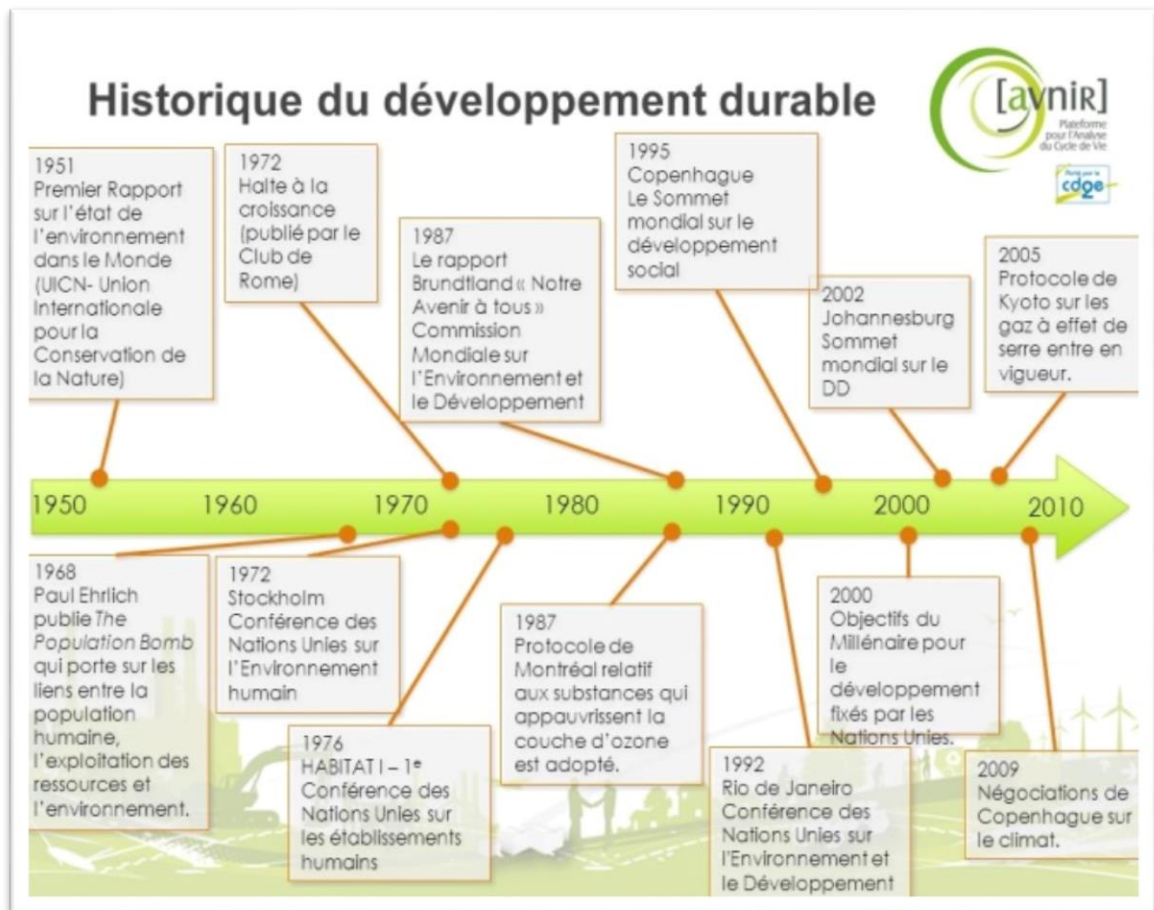 Historique du développement durable
[avniR]
Plateforme
pour l'Analyse
du Cycle de Vie
Porté par le
cd2e
1951
Premier Rapport
sur l'état de
l'environnement
dans le Monde
(UICN- Union
Internationale
pour la
Conservation de
la Nature)
1972
Halte à la
croissance
(publié par le
Club de
Rome)
1987
Le rapport
Brundtland « Notre
Avenir à tous »
Commission
Mondiale sur
l'Environnement et
le Développement
1995
Copenhague
Le Sommet
mondial sur le
développement
social
2002
Johannesburg
Sommet
mondial sur le
DD
2005
Protocole de
Kyoto sur les
gaz à effet de
serre entre en
vigueur.
1950
1960
1970
1980
1990
2000
2010
1968
Paul Ehrlich
publie The
Population Bomb
qui porte sur les
liens entre la
population
humaine,
l'exploitation des
ressources et
l'environnement.
1972
Stockholm
Conférence des
Nations Unies sur
l'Environnement
humain
1976
HABITAT I – 1e
Conférence des
Nations Unies sur
les établissements
humains
1987
Protocole de
Montréal relatif
aux substances qui
appauvrissent la
couche d'ozone
est adopté.
1992
Rio de Janeiro
Conférence des
Nations Unies sur
l'Environnement et
le Développement
2000
Objectifs du
Millénaire pour
le
développement
fixés par les
Nations Unies.
2009
Négociations de
Copenhague sur
le climat.